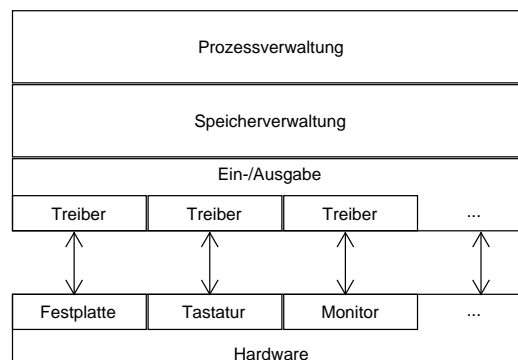 Prozessverwaltung
Speicherverwaltung
Ein-/Ausgabe
Treiber Treiber Treiber ...
Festplatte Tastatur Monitor ...
Hardware